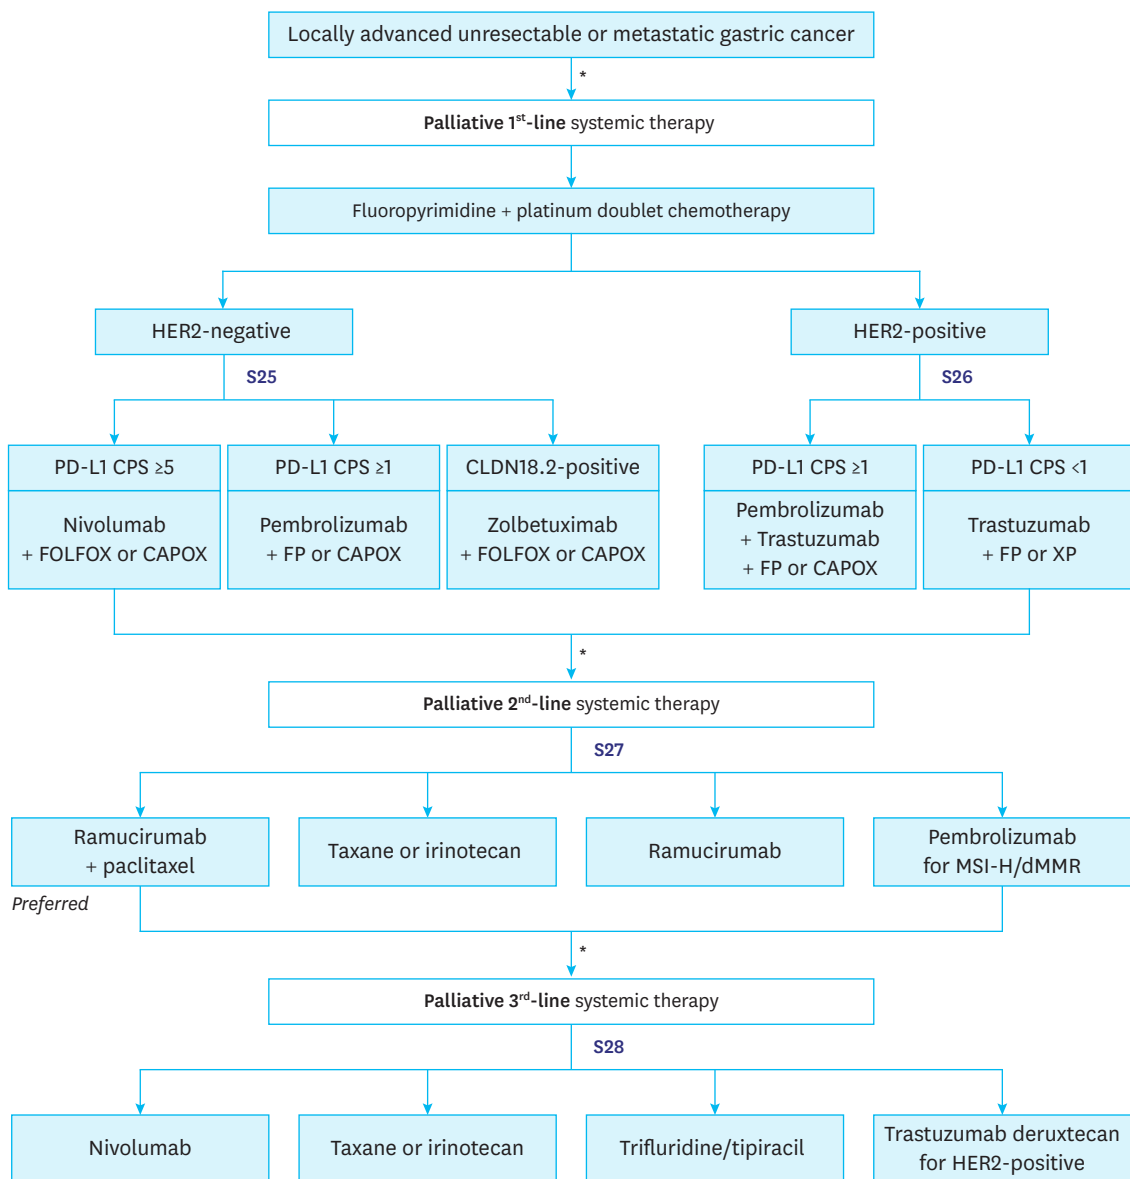 Locally advanced unresectable or metastatic gastric cancer
*
Palliative 1st-line systemic therapy
Fluoropyrimidine + platinum doublet chemotherapy
HER2-negative
HER2-positive
S25
S26
PD-L1 CPS ≥5
PD-L1 CPS ≥1
CLDN18.2-positive
PD-L1 CPS ≥1
PD-L1 CPS <1
Nivolumab
+ FOLFOX or CAPOX
Pembrolizumab
+ FP or CAPOX
Zolbetuximab
+ FOLFOX or CAPOX
Pembrolizumab
+ Trastuzumab
+ FP or CAPOX
Trastuzumab
+ FP or XP
*
Palliative 2nd-line systemic therapy
S27
Ramucirumab
+ paclitaxel
Taxane or irinotecan
Ramucirumab
Pembrolizumab
for MSI-H/dMMR
Preferred
*
Palliative 3rd-line systemic therapy
S28
Nivolumab
Taxane or irinotecan
Trifluridine/tipiracil
Trastuzumab deruxtecan
for HER2-positive